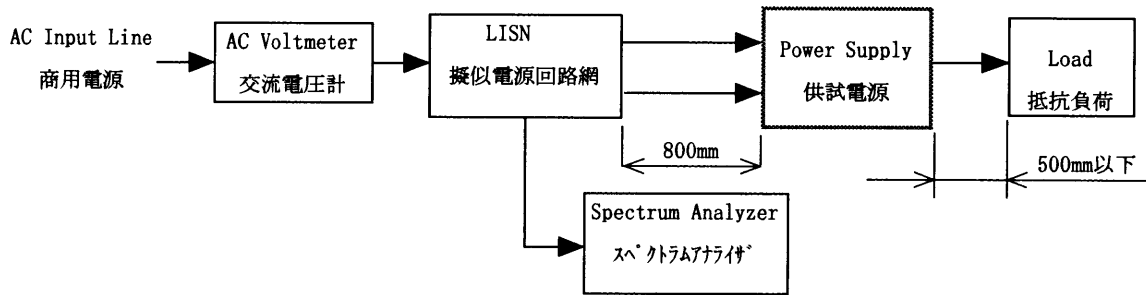 AC Input Line
商用電源
AC Voltmeter
交流電圧計
LISN
擬似電源回路網
Power Supply
供試電源
Load
抵抗負荷
800mm
500mm以下
Spectrum Analyzer
スペクトラムアナライザ